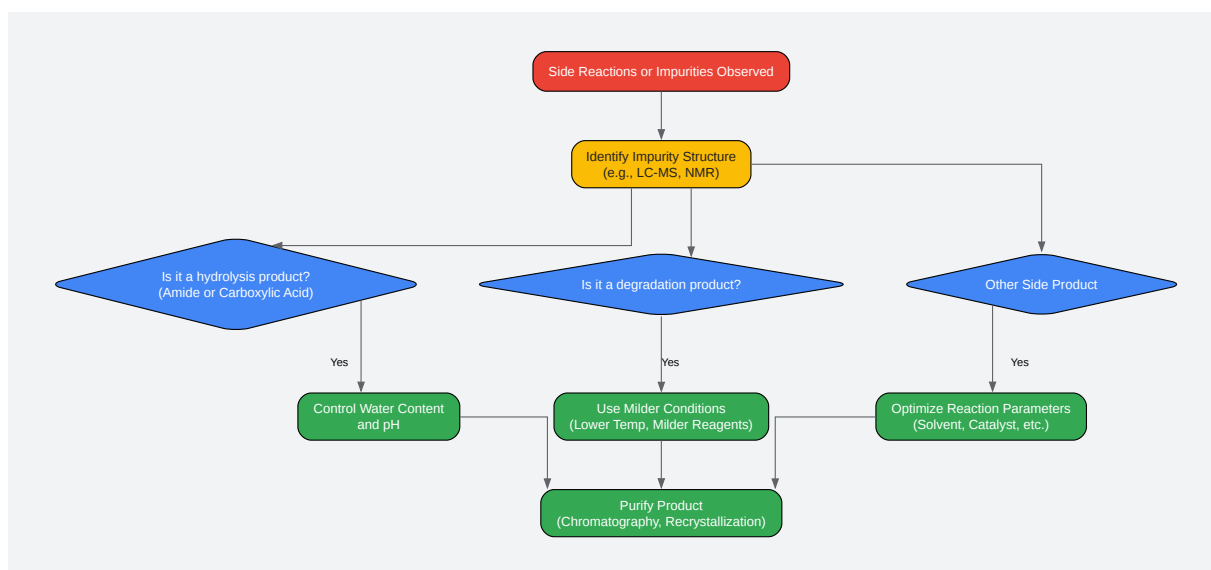 Side Reactions or Impurities Observed
Identify Impurity Structure
(e.g., LC-MS, NMR)
Is it a hydrolysis product?
(Amide or Carboxylic Acid)
Is it a degradation product?
Other Side Product
Yes
Yes
Yes
Control Water Content
and pH
Use Milder Conditions
(Lower Temp, Milder Reagents)
Optimize Reaction Parameters
(Solvent, Catalyst, etc.)
Purify Product
(Chromatography, Recrystallization)